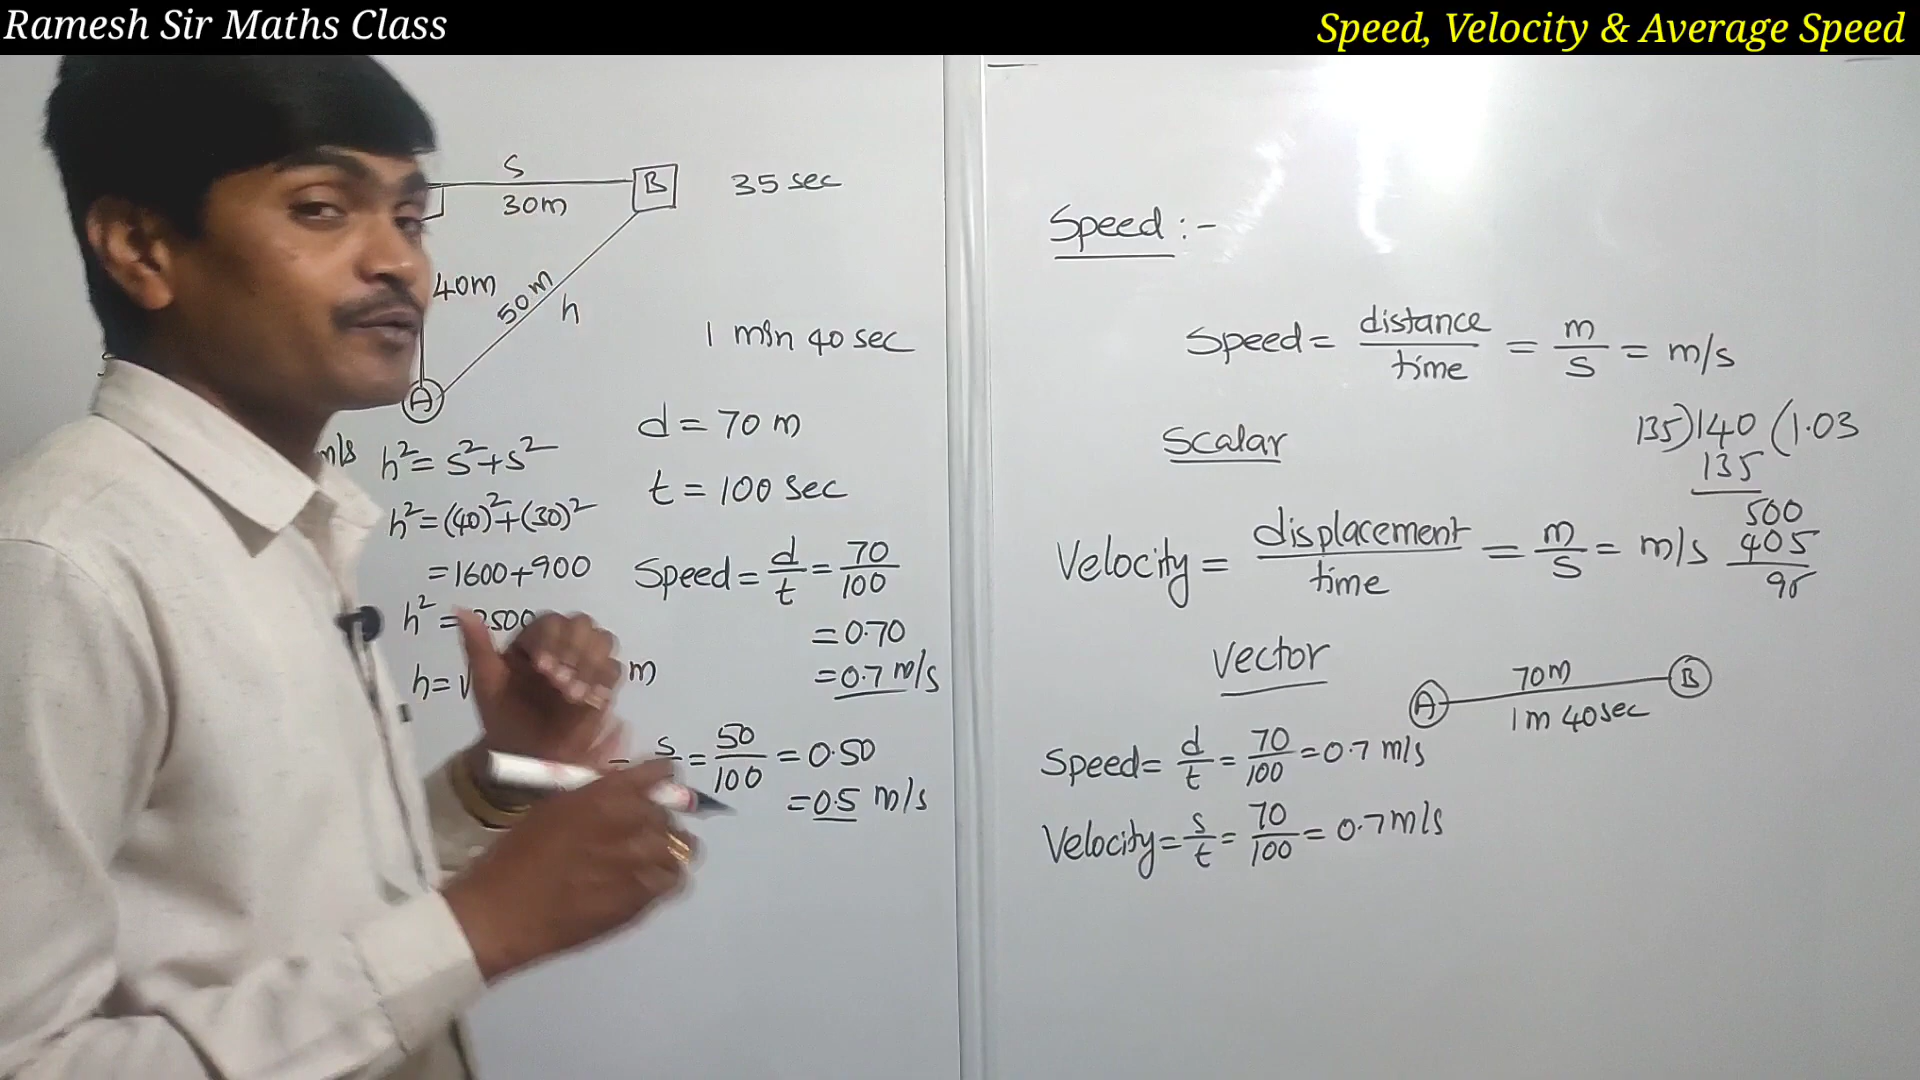 Ramesh Sir Maths Class
Speed, Velocity & Average Speed
S
30m
B
35 sec
40m
50m
h
A
1 min 40 sec
m/s
h² = s² + s²
h² = (40)² + (30)²
= 1600 + 900
h² = 2500
h = √
m
d = 70 m
t = 100 sec
Speed = d/t = 70/100
= 0.70
= 0.7 m/s
s = 50/100 = 0.50
= 0.5 m/s
Speed :-
Speed = distance/time = m/s = m/s
Scalar
135)140(1.03
135
500
405
95
Velocity = displacement/time = m/s = m/s
Vector
A 70m B
1m 40sec
Speed = d/t = 70/100 = 0.7 m/s
Velocity = s/t = 70/100 = 0.7 m/s